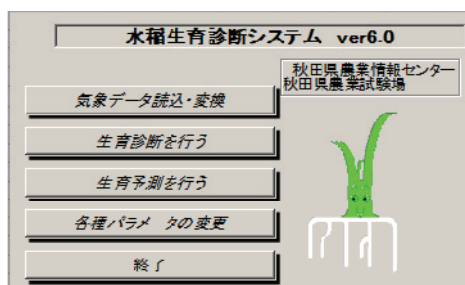 水稲生育診断システム ver6.0
秋田県農業情報センター
秋田県農業試験場
気象データ読込・変換
生育診断を行う
生育予測を行う
各種パラメータの変更
終了